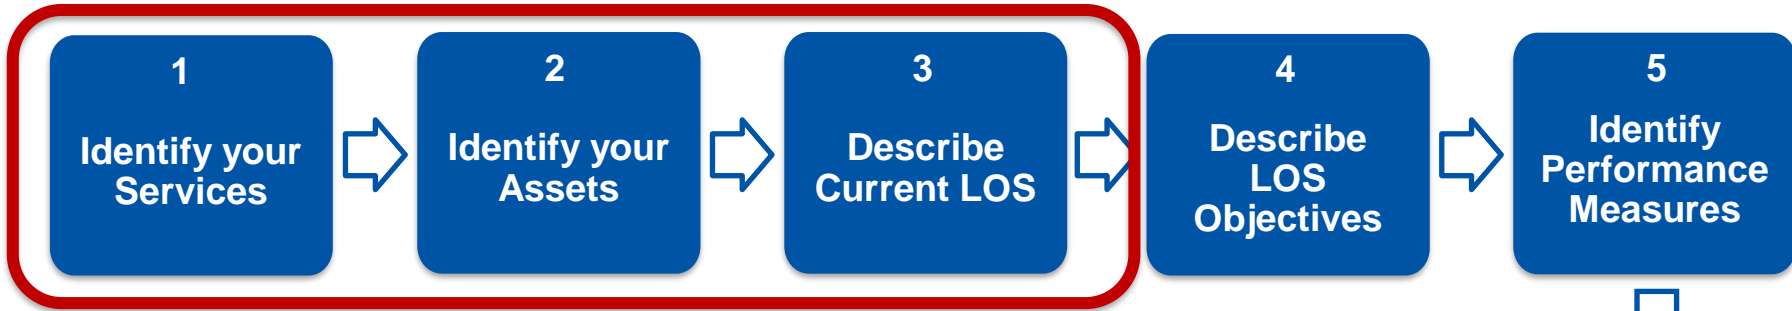 1
Identify your
Services
2
Identify your
Assets
3
Describe
Current LOS
4
Describe
LOS
Objectives
5
Identify
Performance
Measures